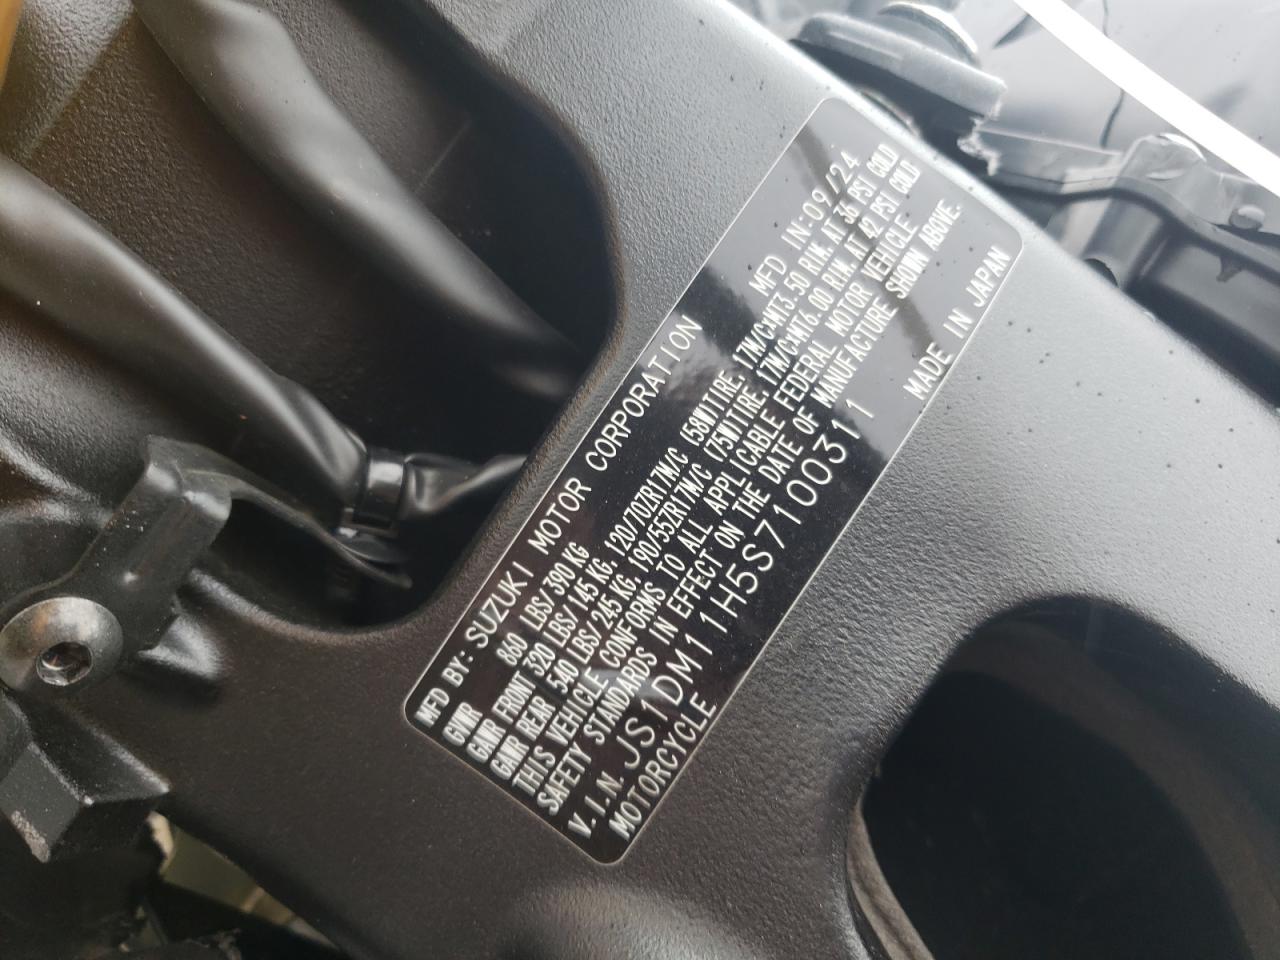 MFD BY: SUZUKI MOTOR CORPORATION MFD IN:09/24
GVWR 860 LBS/390 KG
GAWR FRONT 320 LBS/145 KG, 120/70ZR17M/C (58W)TIRE, 17M/CxMT3.50 RIM, AT 36 PSI COLD
GAWR REAR 540 LBS/245 KG, 190/55ZR17M/C (75W)TIRE, 17M/CxMT6.00 RIM, AT 42 PSI COLD
THIS VEHICLE CONFORMS TO ALL APPLICABLE FEDERAL MOTOR VEHICLE
SAFETY STANDARDS IN EFFECT ON THE DATE OF MANUFACTURE SHOWN ABOVE.
V.I.N. JS1DM11H5S7100311
MOTORCYCLE MADE IN JAPAN